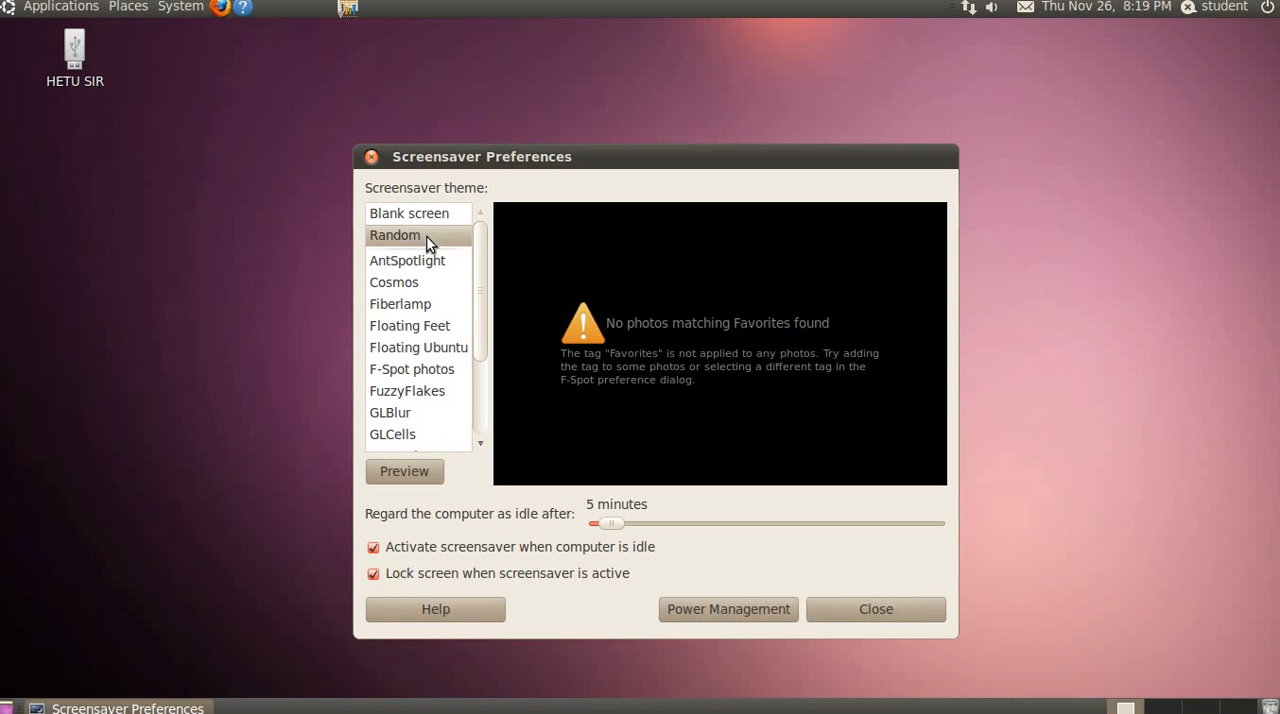 Applications Places System Thu Nov 26, 8:19 PM student
HETU SIR
Screensaver Preferences
Screensaver theme:
Blank screen
Random
AntSpotlight
Cosmos
Fiberlamp
Floating Feet
Floating Ubuntu
F-Spot photos
FuzzyFlakes
GLBlur
GLCells
No photos matching Favorites found
The tag "Favorites" is not applied to any photos. Try adding
the tag to some photos or selecting a different tag in the
F-Spot preference dialog.
Preview
5 minutes
Regard the computer as idle after:
Activate screensaver when computer is idle
Lock screen when screensaver is active
Help Power Management Close
Screensaver Preferences